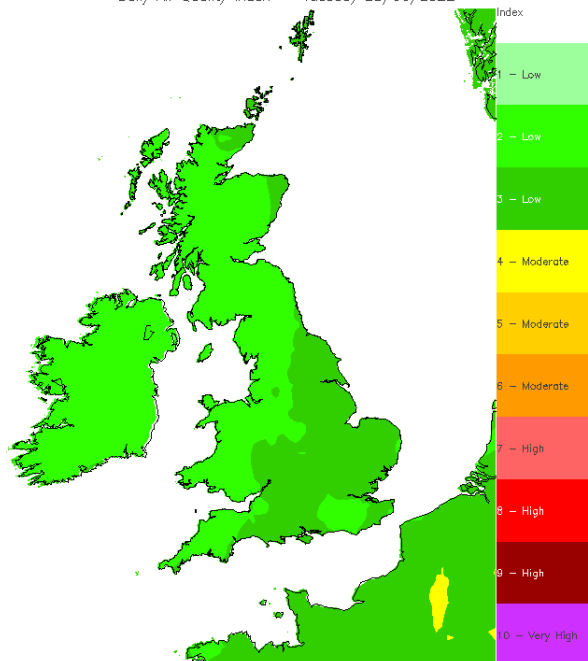 Index
1 - Low
2 - Low
3 - Low
4 - Moderate
5 - Moderate
6 - Moderate
7 - High
8 - High
9 - High
10 - Very High